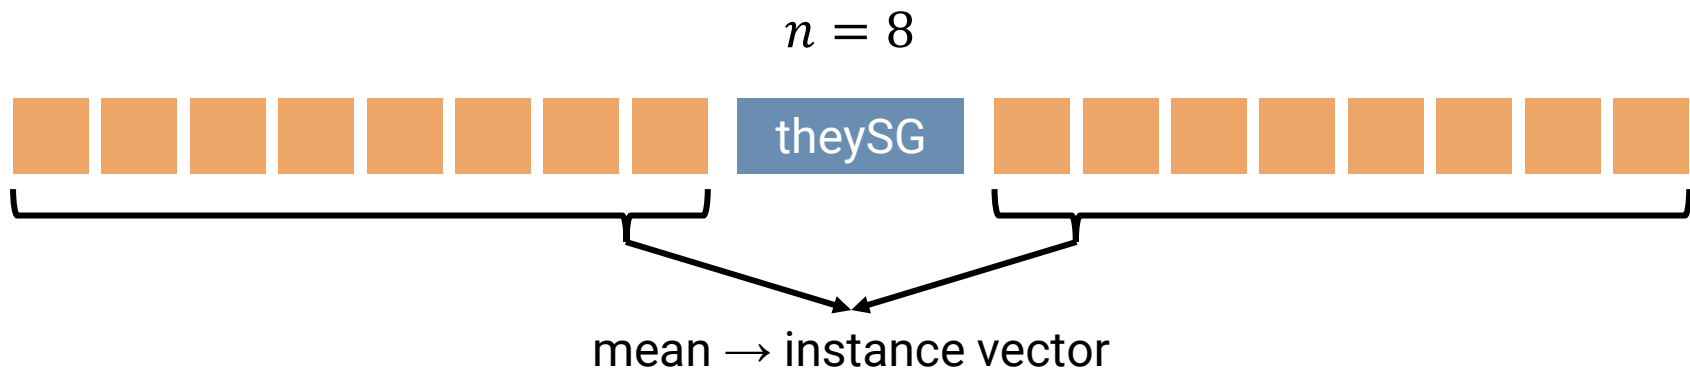 n = 8
theySG
mean → instance vector